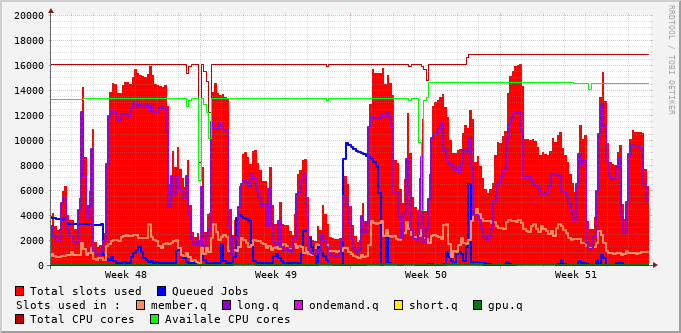 20000
18000
16000
14000
12000
10000
8000
6000
4000
2000
0
Week 48 Week 49 Week 50 Week 51
RRDTOOL / TOBI OETIKER
Total slots used Queued Jobs
Slots used in : member.q long.q ondemand.q short.q gpu.q
Total CPU cores Availale CPU cores